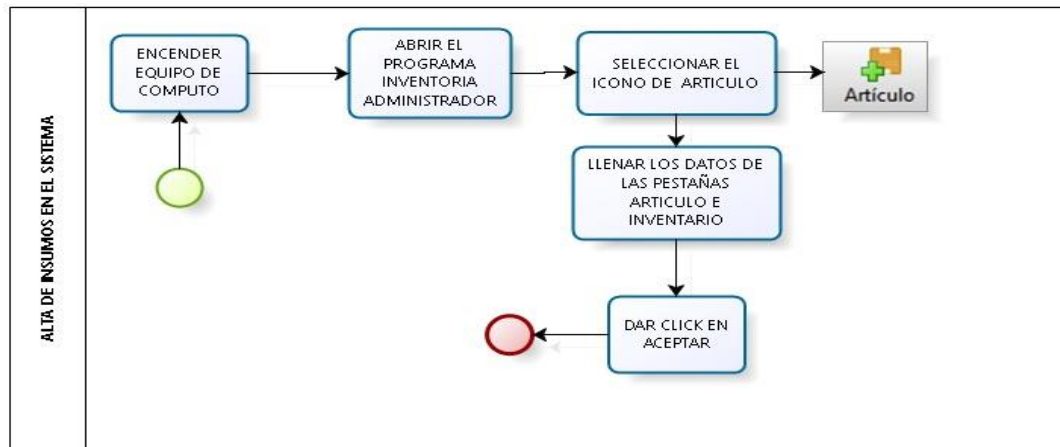 ALTA DE INSUMOS EN EL SISTEMA
ENCENDER
EQUIPO DE
COMPUTO
ABRIR EL
PROGRAMA
INVENTORIA
ADMINISTRADOR
SELECCIONAR EL
ICONO DE ARTICULO
Artículo
LLENAR LOS DATOS DE
LAS PESTAÑAS
ARTICULO E
INVENTARIO
DAR CLICK EN
ACEPTAR